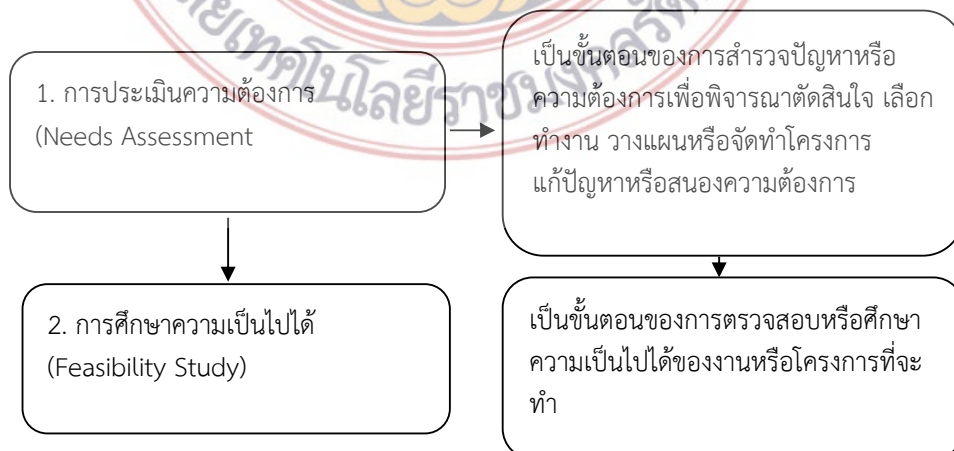 1. การประเมินความต้องการ
(Needs Assessment
เป็นขั้นตอนของการสำรวจปัญหาหรือ
ความต้องการเพื่อพิจารณาตัดสินใจ เลือก
ทำงาน วางแผนหรือจัดทำโครงการ
แก้ปัญหาหรือสนองความต้องการ
2. การศึกษาความเป็นไปได้
(Feasibility Study)
เป็นขั้นตอนของการตรวจสอบหรือศึกษา
ความเป็นไปได้ของงานหรือโครงการที่จะ
ทำ